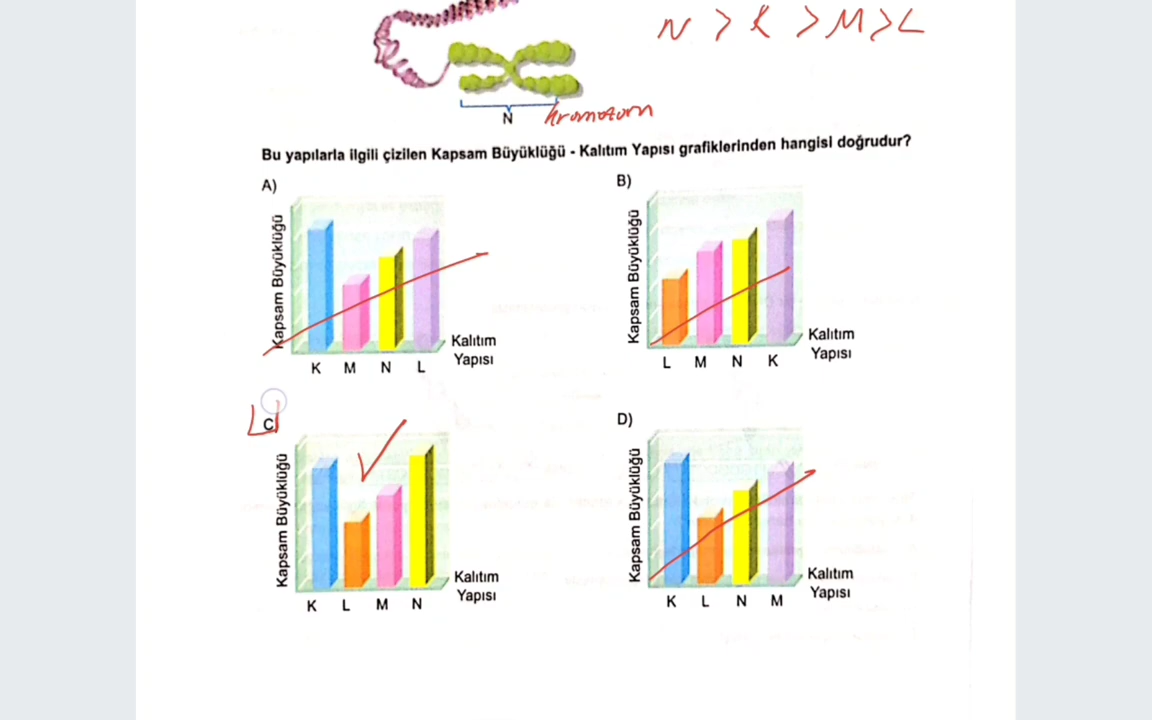 N > K > M > L
N kromozom
Bu yapılarla ilgili çizilen Kapsam Büyüklüğü - Kalıtım Yapısı grafiklerinden hangisi doğrudur?
A)
Kapsam Büyüklüğü
K M N L
Kalıtım
Yapısı
B)
Kapsam Büyüklüğü
L M N K
Kalıtım
Yapısı
C)
Kapsam Büyüklüğü
K L M N
Kalıtım
Yapısı
D)
Kapsam Büyüklüğü
K L N M
Kalıtım
Yapısı